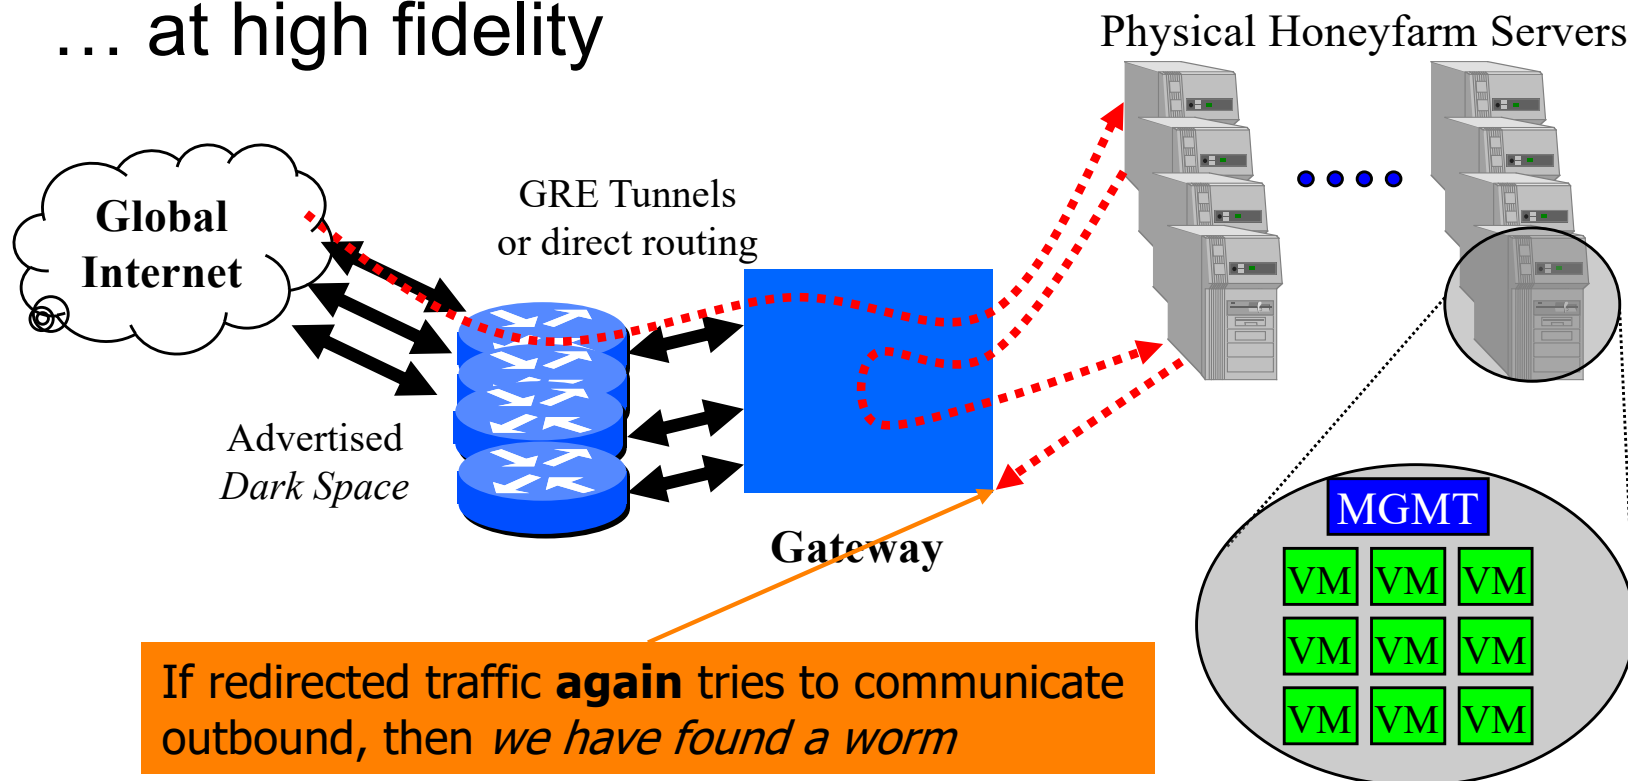 … at high fidelity
Physical Honeyfarm Servers
Global
Internet
GRE Tunnels
or direct routing
Advertised
Dark Space
Gateway
MGMT
VM VM VM
VM VM VM
VM VM VM
If redirected traffic again tries to communicate
outbound, then we have found a worm